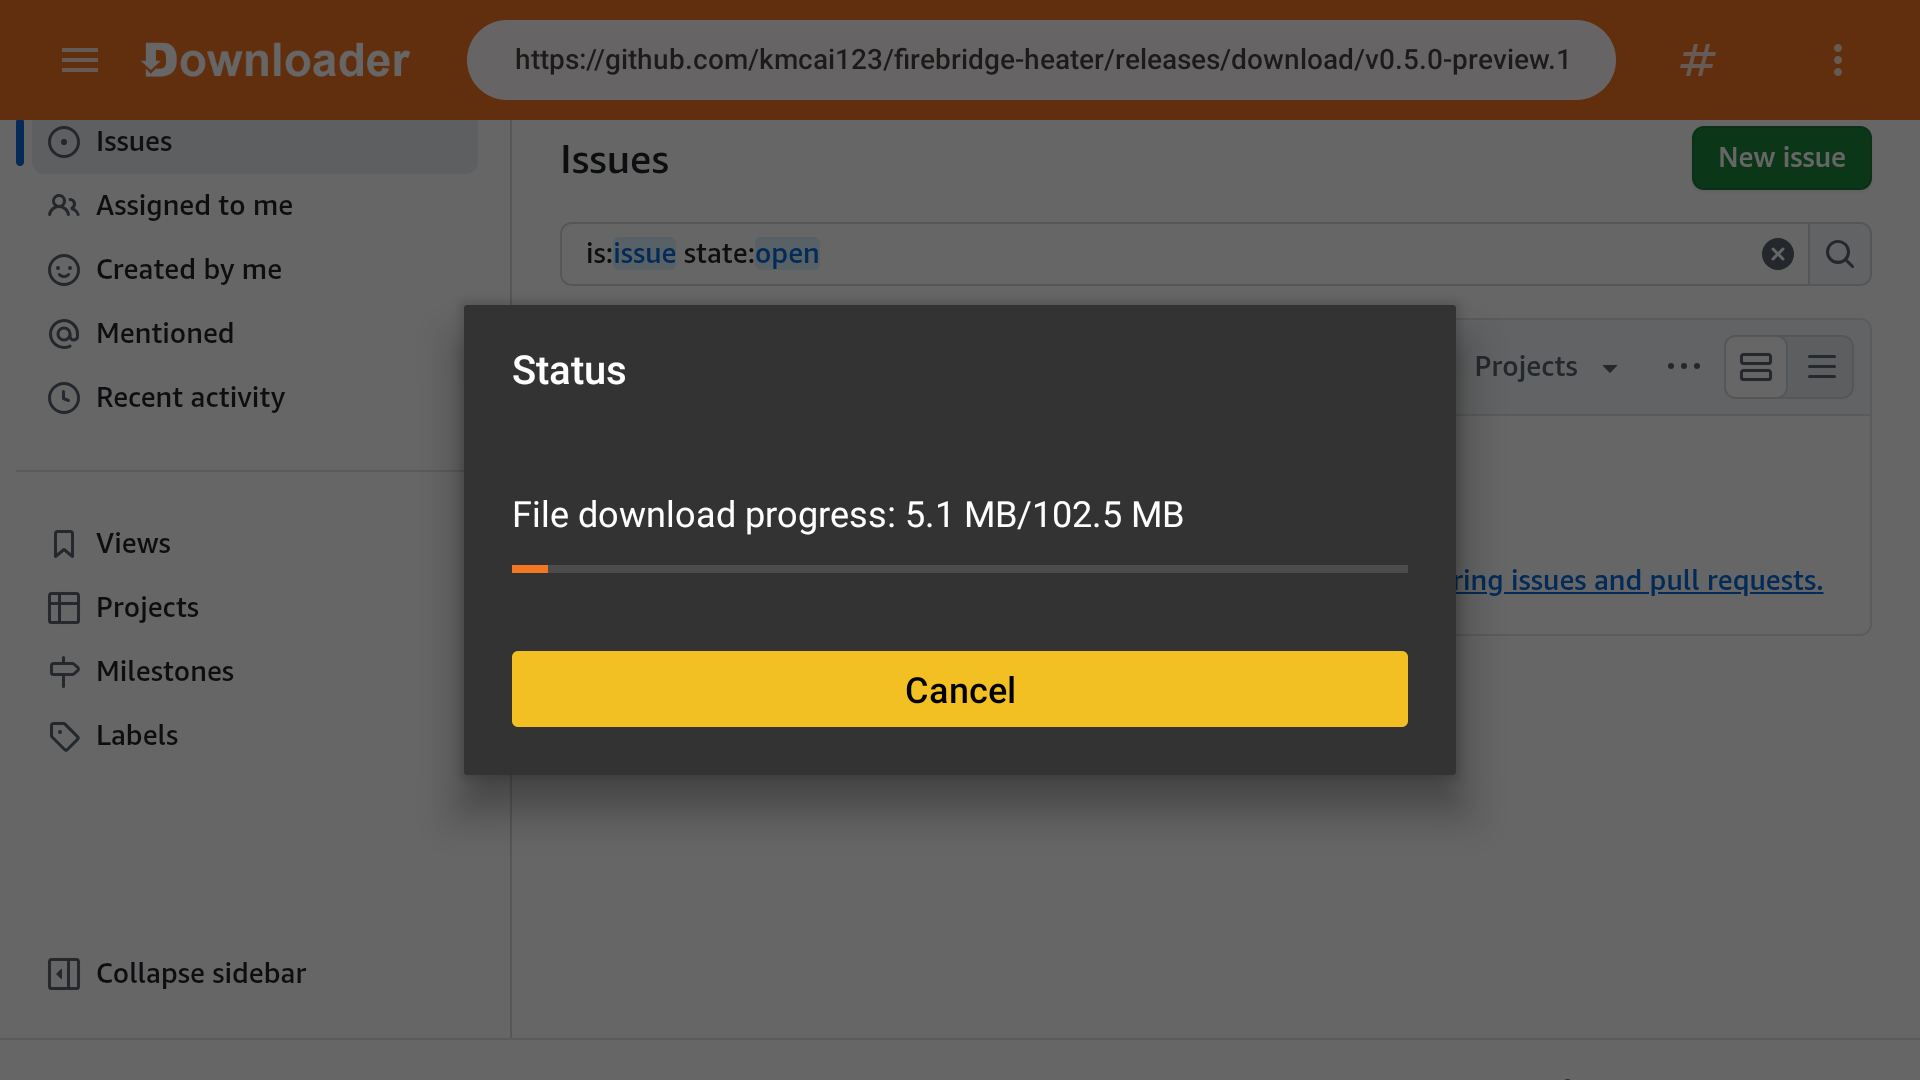 Downloader
https://github.com/kmcai123/firebridge-heater/releases/download/v0.5.0-preview.1
#
Issues
Assigned to me
Created by me
Mentioned
Recent activity
Views
Projects
Milestones
Labels
Collapse sidebar
Issues
New issue
is:issue state:open
Projects
ring issues and pull requests.
Status
File download progress: 5.1 MB/102.5 MB
Cancel